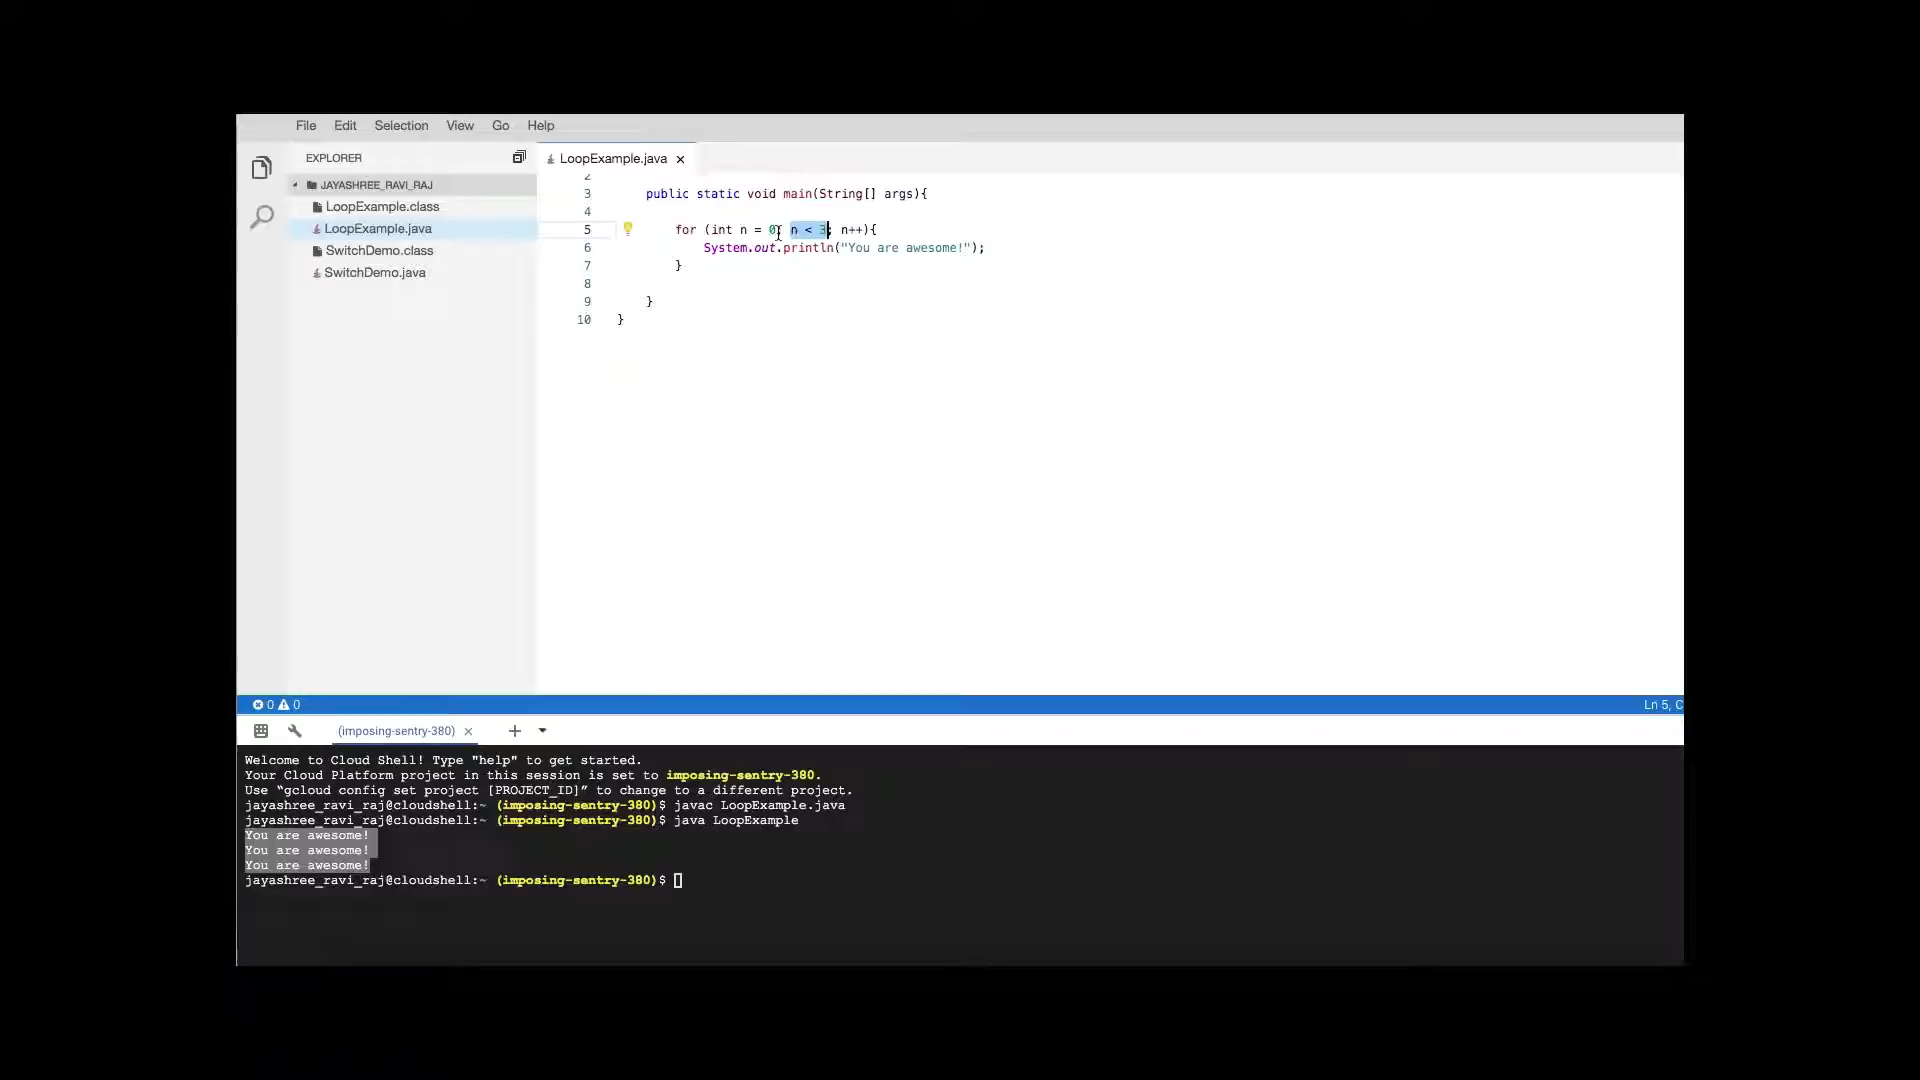 File Edit Selection View Go Help
EXPLORER
JAYASHREE_RAVI_RAJ
LoopExample.class
LoopExample.java
SwitchDemo.class
SwitchDemo.java
LoopExample.java ×
2
3 public static void main(String[] args){
4
5 for (int n = 0; n < 3; n++){
6 System.out.println("You are awesome!");
7 }
8
9 }
10 }
0 0
Ln 5, C
(imposing-sentry-380) ×
Welcome to Cloud Shell! Type "help" to get started.
Your Cloud Platform project in this session is set to imposing-sentry-380.
Use “gcloud config set project [PROJECT_ID]” to change to a different project.
jayashree_ravi_raj@cloudshell:~ (imposing-sentry-380)$ javac LoopExample.java
jayashree_ravi_raj@cloudshell:~ (imposing-sentry-380)$ java LoopExample
You are awesome!
You are awesome!
You are awesome!
jayashree_ravi_raj@cloudshell:~ (imposing-sentry-380)$